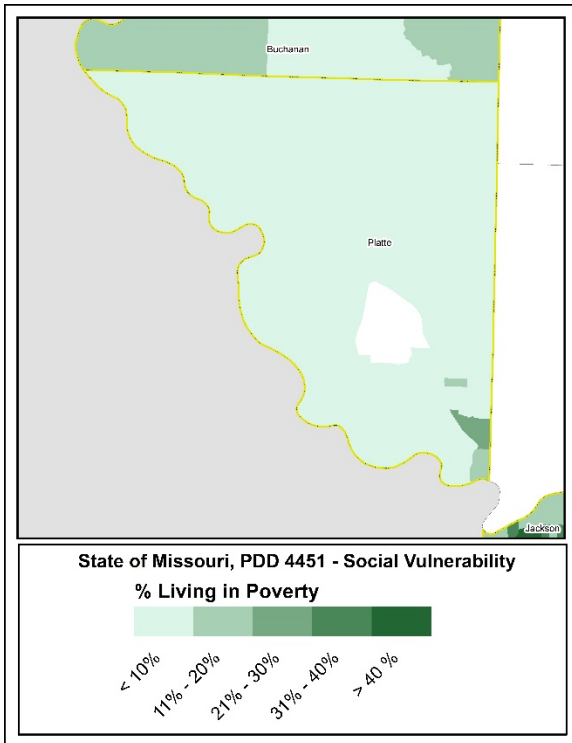 Buchanan
Platte
Jackson
State of Missouri, PDD 4451 - Social Vulnerability
% Living in Poverty
< 10%
11% - 20%
21% - 30%
31% - 40%
> 40 %